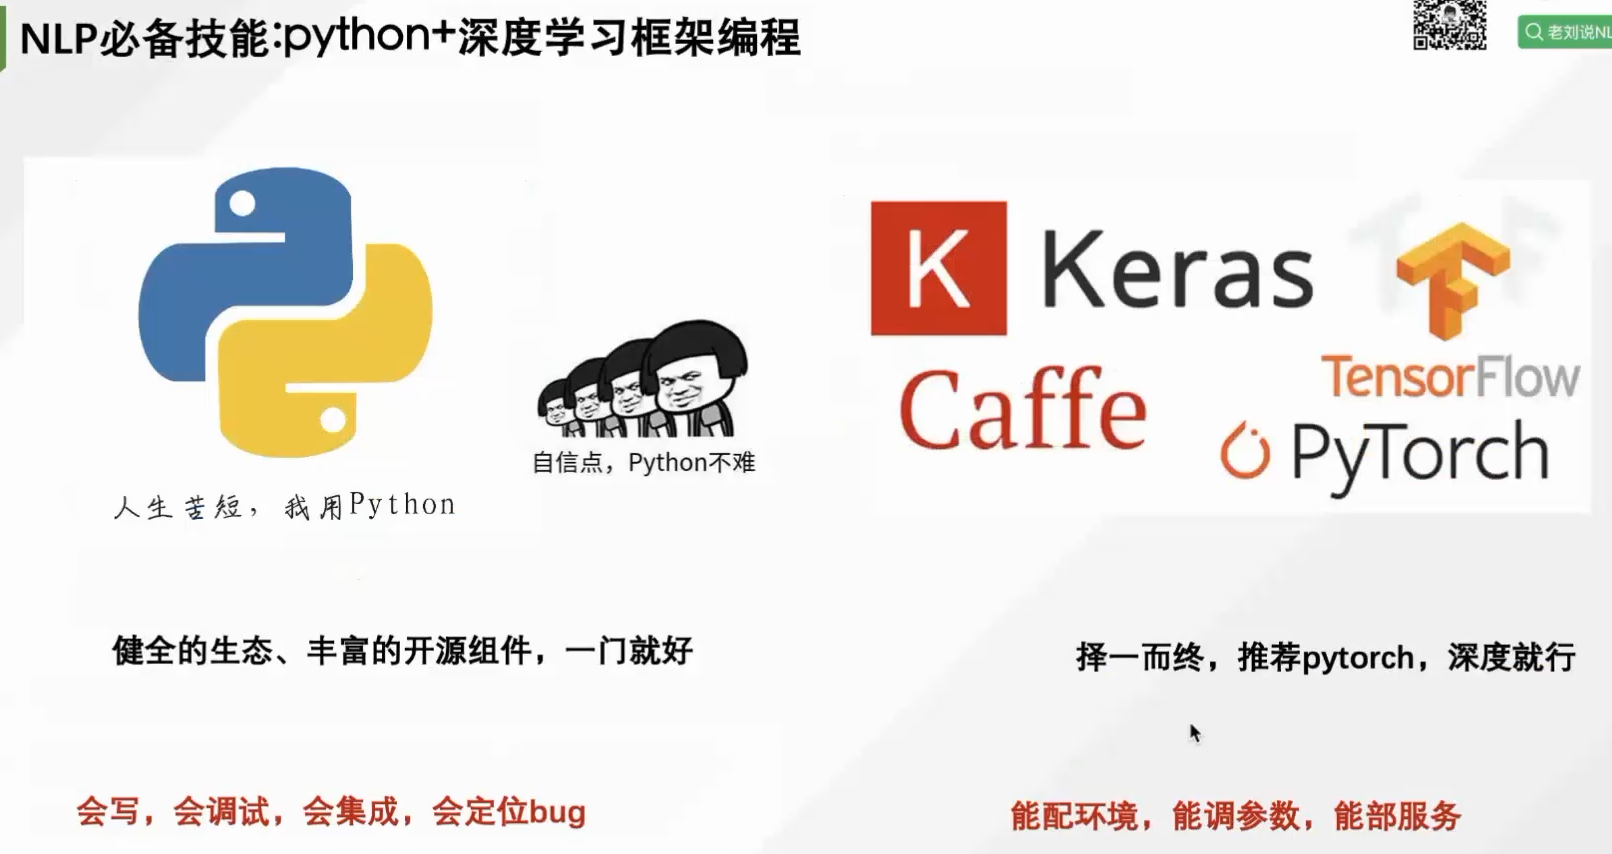 NLP必备技能:python+深度学习框架编程
老刘说NL
人生苦短，我用Python
自信点，Python不难
K Keras
TF
TensorFlow
Caffe
PyTorch
健全的生态、丰富的开源组件，一门就好
择一而终，推荐pytorch，深度就行
会写，会调试，会集成，会定位bug
能配环境，能调参数，能部服务